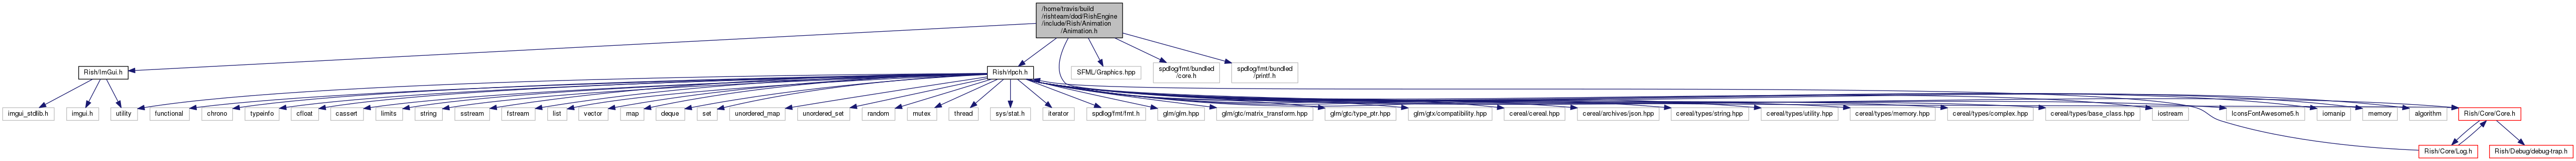 /home/travis/build
/rishteam/dod/RishEngine
/include/Rish/Animation
/Animation.h
Rish/ImGui.h
Rish/rlpch.h
SFML/Graphics.hpp
spdlog/fmt/bundled
/core.h
spdlog/fmt/bundled
/printf.h
imgui_stdlib.h
imgui.h
utility
functional
chrono
typeinfo
cfloat
cassert
limits
string
sstream
fstream
list
vector
map
deque
set
unordered_map
unordered_set
random
mutex
thread
sys/stat.h
iterator
spdlog/fmt/fmt.h
glm/glm.hpp
glm/gtc/matrix_transform.hpp
glm/gtc/type_ptr.hpp
glm/gtx/compatibility.hpp
cereal/cereal.hpp
cereal/archives/json.hpp
cereal/types/string.hpp
cereal/types/utility.hpp
cereal/types/memory.hpp
cereal/types/complex.hpp
cereal/types/base_class.hpp
iostream
IconsFontAwesome5.h
iomanip
memory
algorithm
Rish/Core/Core.h
Rish/Core/Log.h
Rish/Debug/debug-trap.h